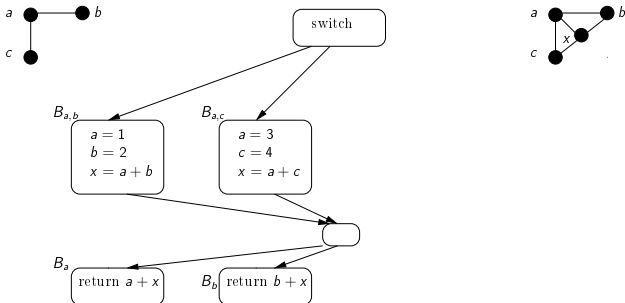 a b
c
switch
a b
x
c
B_{a,b}
a = 1
b = 2
x = a + b
B_{a,c}
a = 3
c = 4
x = a + c
B_a
return a + x
B_b
return b + x